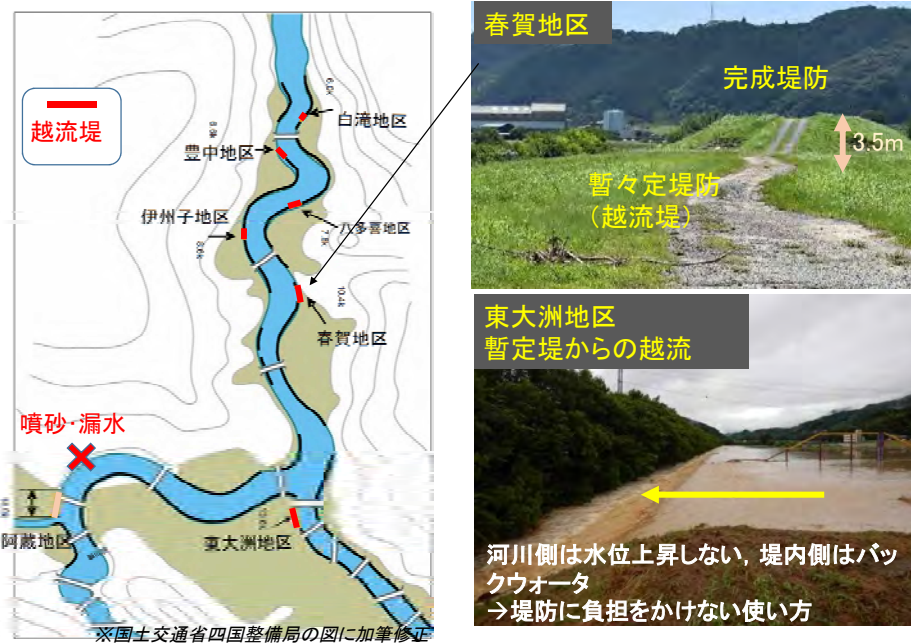 越流堤
6.0k
白滝地区
8.0k
豊中地区
伊州子地区
八多喜地区
10.4k
春賀地区
噴砂・漏水
阿蔵地区
東大洲地区
※国土交通省四国整備局の図に加筆修正
春賀地区
完成堤防
3.5m
暫々定堤防
（越流堤）
東大洲地区
暫定堤からの越流
河川側は水位上昇しない，堤内側はバッ
クウォータ
→堤防に負担をかけない使い方